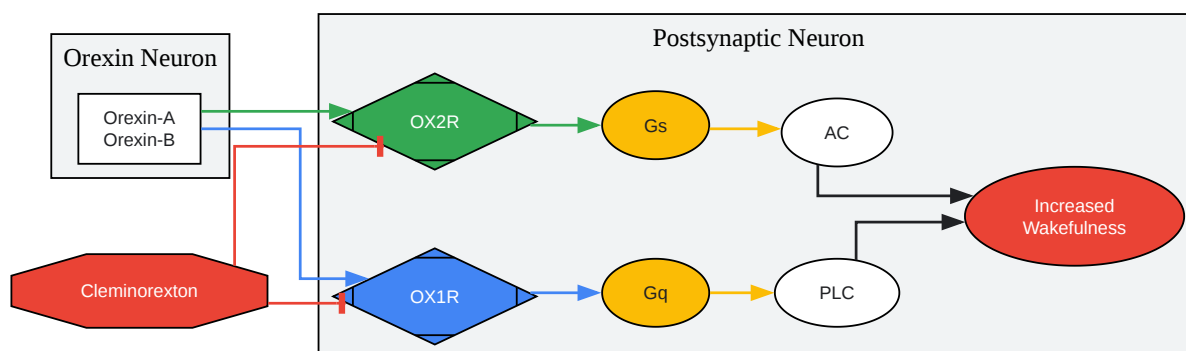 Orexin Neuron
Orexin-A
Orexin-B
Cleminorexton
Postsynaptic Neuron
OX2R
Gs
AC
OX1R
Gq
PLC
Increased
Wakefulness